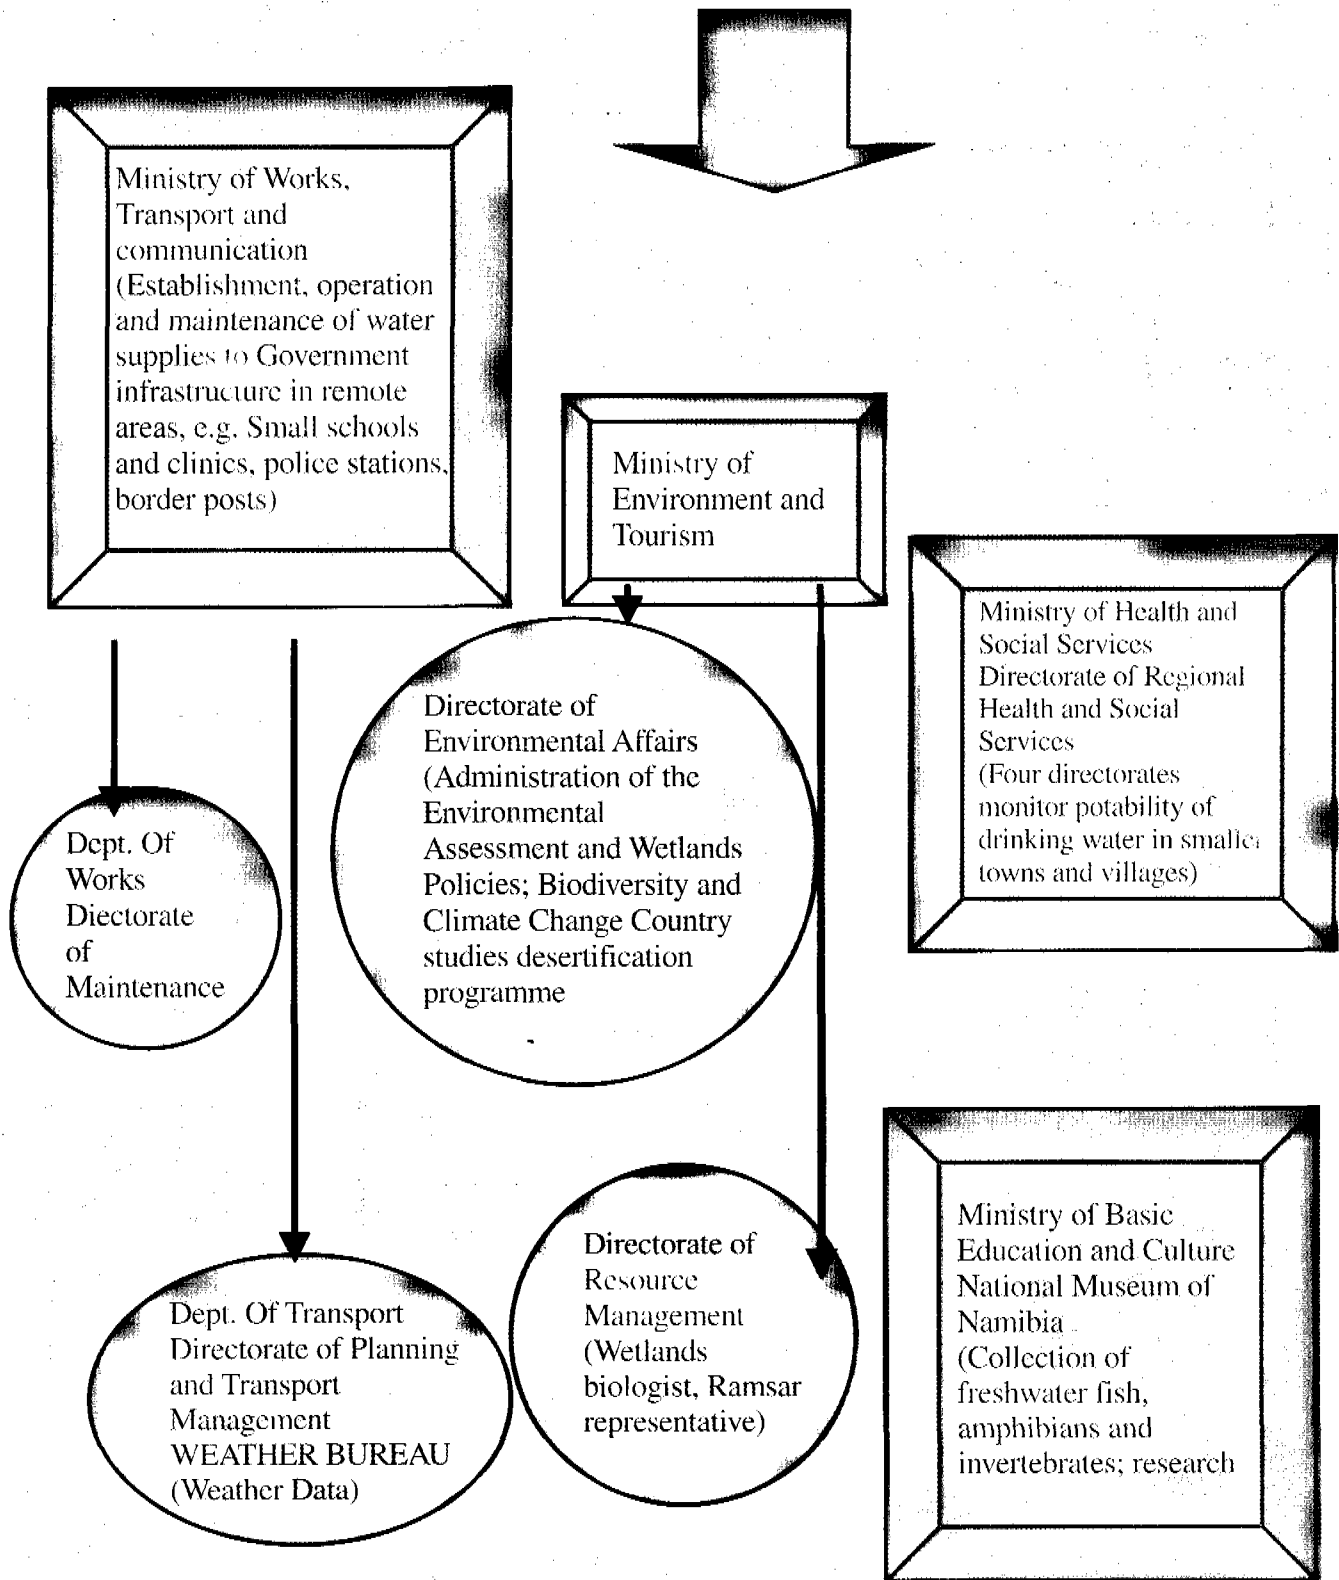 Ministry of Works,
Transport and
communication
(Establishment, operation
and maintenance of water
supplies to Government
infrastructure in remote
areas, e.g. Small schools
and clinics, police stations,
border posts)
Ministry of
Environment and
Tourism
Ministry of Health and
Social Services
Directorate of Regional
Health and Social
Services
(Four directorates
monitor potability of
drinking water in smaller
towns and villages)
Directorate of
Environmental Affairs
(Administration of the
Environmental
Assessment and Wetlands
Policies; Biodiversity and
Climate Change Country
studies desertification
programme
Dept. Of
Works
Diectorate
of
Maintenance
Dept. Of Transport
Directorate of Planning
and Transport
Management
WEATHER BUREAU
(Weather Data)
Directorate of
Resource
Management
(Wetlands
biologist, Ramsar
representative)
Ministry of Basic
Education and Culture
National Museum of
Namibia
(Collection of
freshwater fish,
amphibians and
invertebrates; research